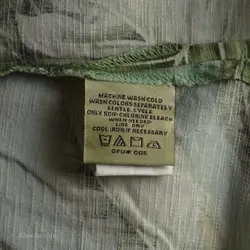 MACHINE WASH COLD
WASH COLORS SEPARATELY
GENTLE CYCLE
ONLY NON-CHLORINE BLEACH
WHEN NEEDED
LINE DRY
COOL IRON IF NECESSARY